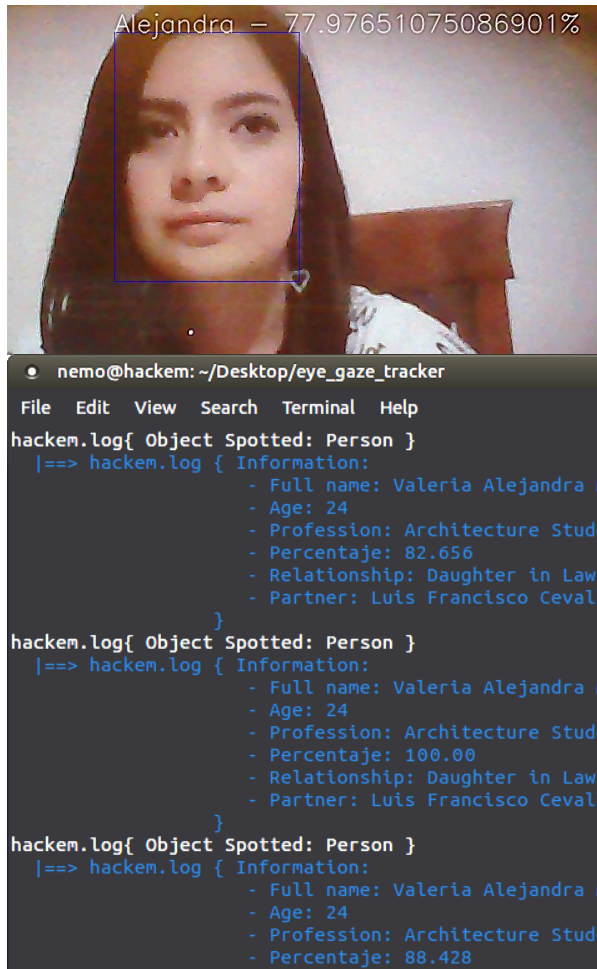 Alejandra - 77.97651075086901%
nemo@hackem: ~/Desktop/eye_gaze_tracker
File Edit View Search Terminal Help
hackem.log{ Object Spotted: Person }
|==> hackem.log { Information:
- Full name: Valeria Alejandra
- Age: 24
- Profession: Architecture Stud
- Percentaje: 82.656
- Relationship: Daughter in Law
- Partner: Luis Francisco Ceval
}
hackem.log{ Object Spotted: Person }
|==> hackem.log { Information:
- Full name: Valeria Alejandra
- Age: 24
- Profession: Architecture Stud
- Percentaje: 100.00
- Relationship: Daughter in Law
- Partner: Luis Francisco Ceval
}
hackem.log{ Object Spotted: Person }
|==> hackem.log { Information:
- Full name: Valeria Alejandra
- Age: 24
- Profession: Architecture Stud
- Percentaje: 88.428